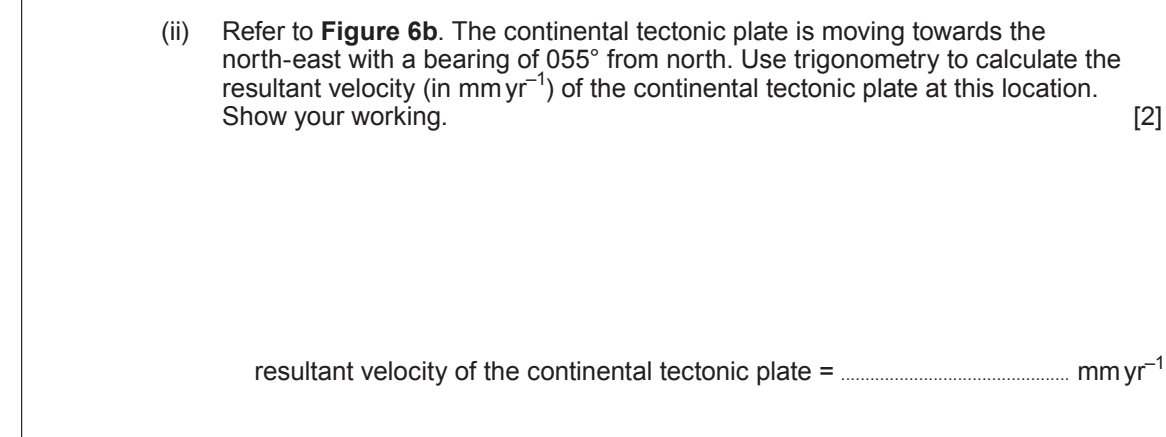 (ii) Refer to Figure 6b. The continental tectonic plate is moving towards the
north-east with a bearing of 055° from north. Use trigonometry to calculate the
resultant velocity (in mm yr⁻¹) of the continental tectonic plate at this location.
Show your working. [2]
resultant velocity of the continental tectonic plate = .............................................. mm yr⁻¹